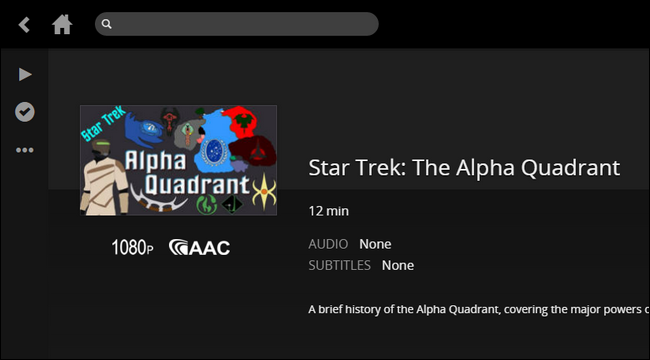 Star Trek
Alpha
Quadrant
1080P
AAC
Star Trek: The Alpha Quadrant
12 min
AUDIO None
SUBTITLES None
A brief history of the Alpha Quadrant, covering the major powers